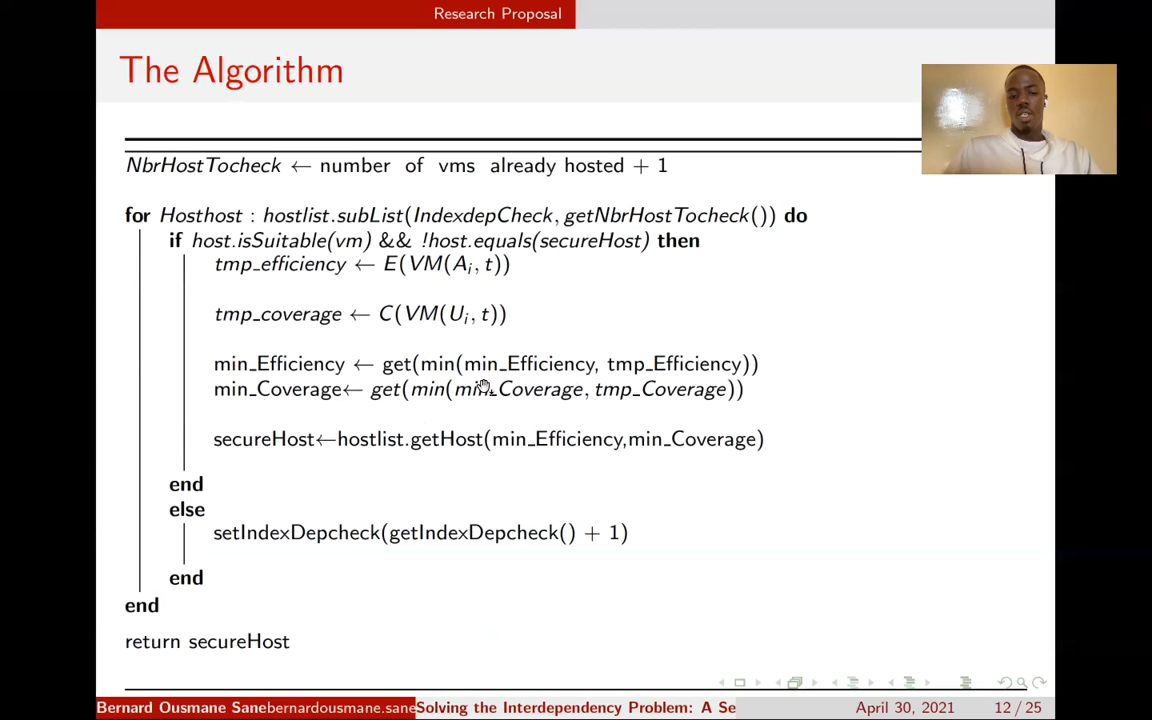 Research Proposal
The Algorithm
NbrHostTocheck ← number of vms already hosted + 1
for Hosthost : hostlist.subList(IndexdepCheck, getNbrHostTocheck()) do
if host.isSuitable(vm) && !host.equals(secureHost) then
tmp_efficiency ← E(VM(Aᵢ, t))
tmp_coverage ← C(VM(Uᵢ, t))
min_Efficiency ← get(min(min_Efficiency, tmp_Efficiency))
min_Coverage← get(min(min_Coverage, tmp_Coverage))
secureHost←hostlist.getHost(min_Efficiency,min_Coverage)
end
else
setIndexDepcheck(getIndexDepcheck() + 1)
end
end
return secureHost
Bernard Ousmane Sanebernardousmane.sane Solving the Interdependency Problem: A Se April 30, 2021 12 / 25